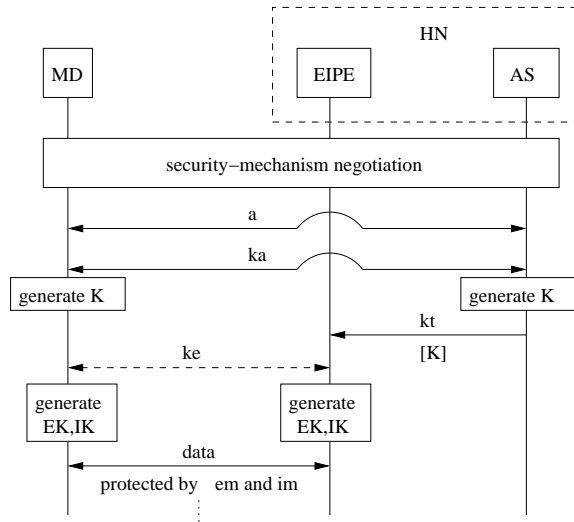 HN
MD
EIPE
AS
security-mechanism negotiation
a
ka
generate K
generate K
kt
[K]
ke
generate
EK,IK
generate
EK,IK
data
protected by em and im